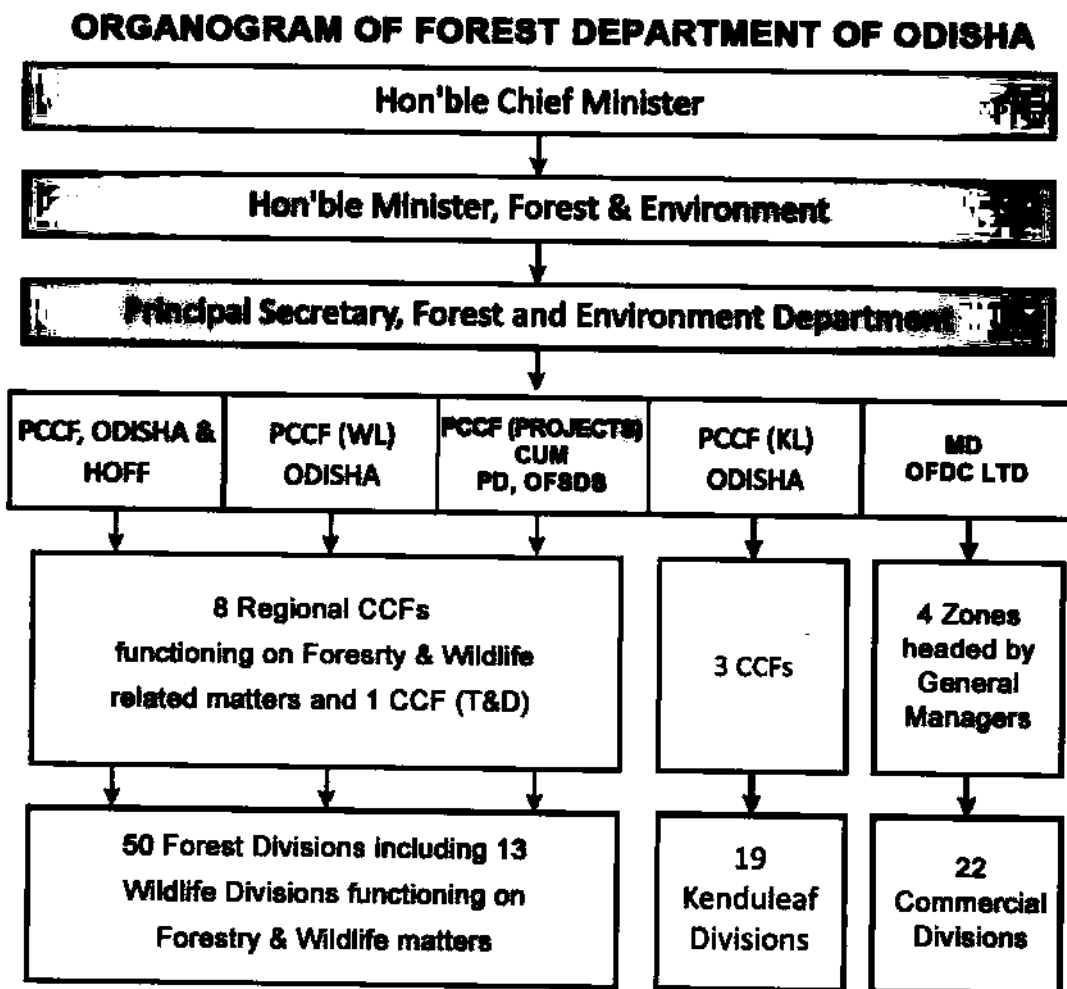 ORGANOGRAM OF FOREST DEPARTMENT OF ODISHA
Hon'ble Chief Minister
Hon'ble Minister, Forest & Environment
Principal Secretary, Forest and Environment Department
PCCF, ODISHA &
HOFF
PCCF (WL)
ODISHA
PCCF (PROJECTS)
CUM
PD, OFSDS
PCCF (KL)
ODISHA
MD
OFDC LTD
8 Regional CCFs
functioning on Foresrty & Wildlife
related matters and 1 CCF (T&D)
3 CCFs
4 Zones
headed by
General
Managers
50 Forest Divisions including 13
Wildlife Divisions functioning on
Forestry & Wildlife matters
19
Kenduleaf
Divisions
22
Commercial
Divisions